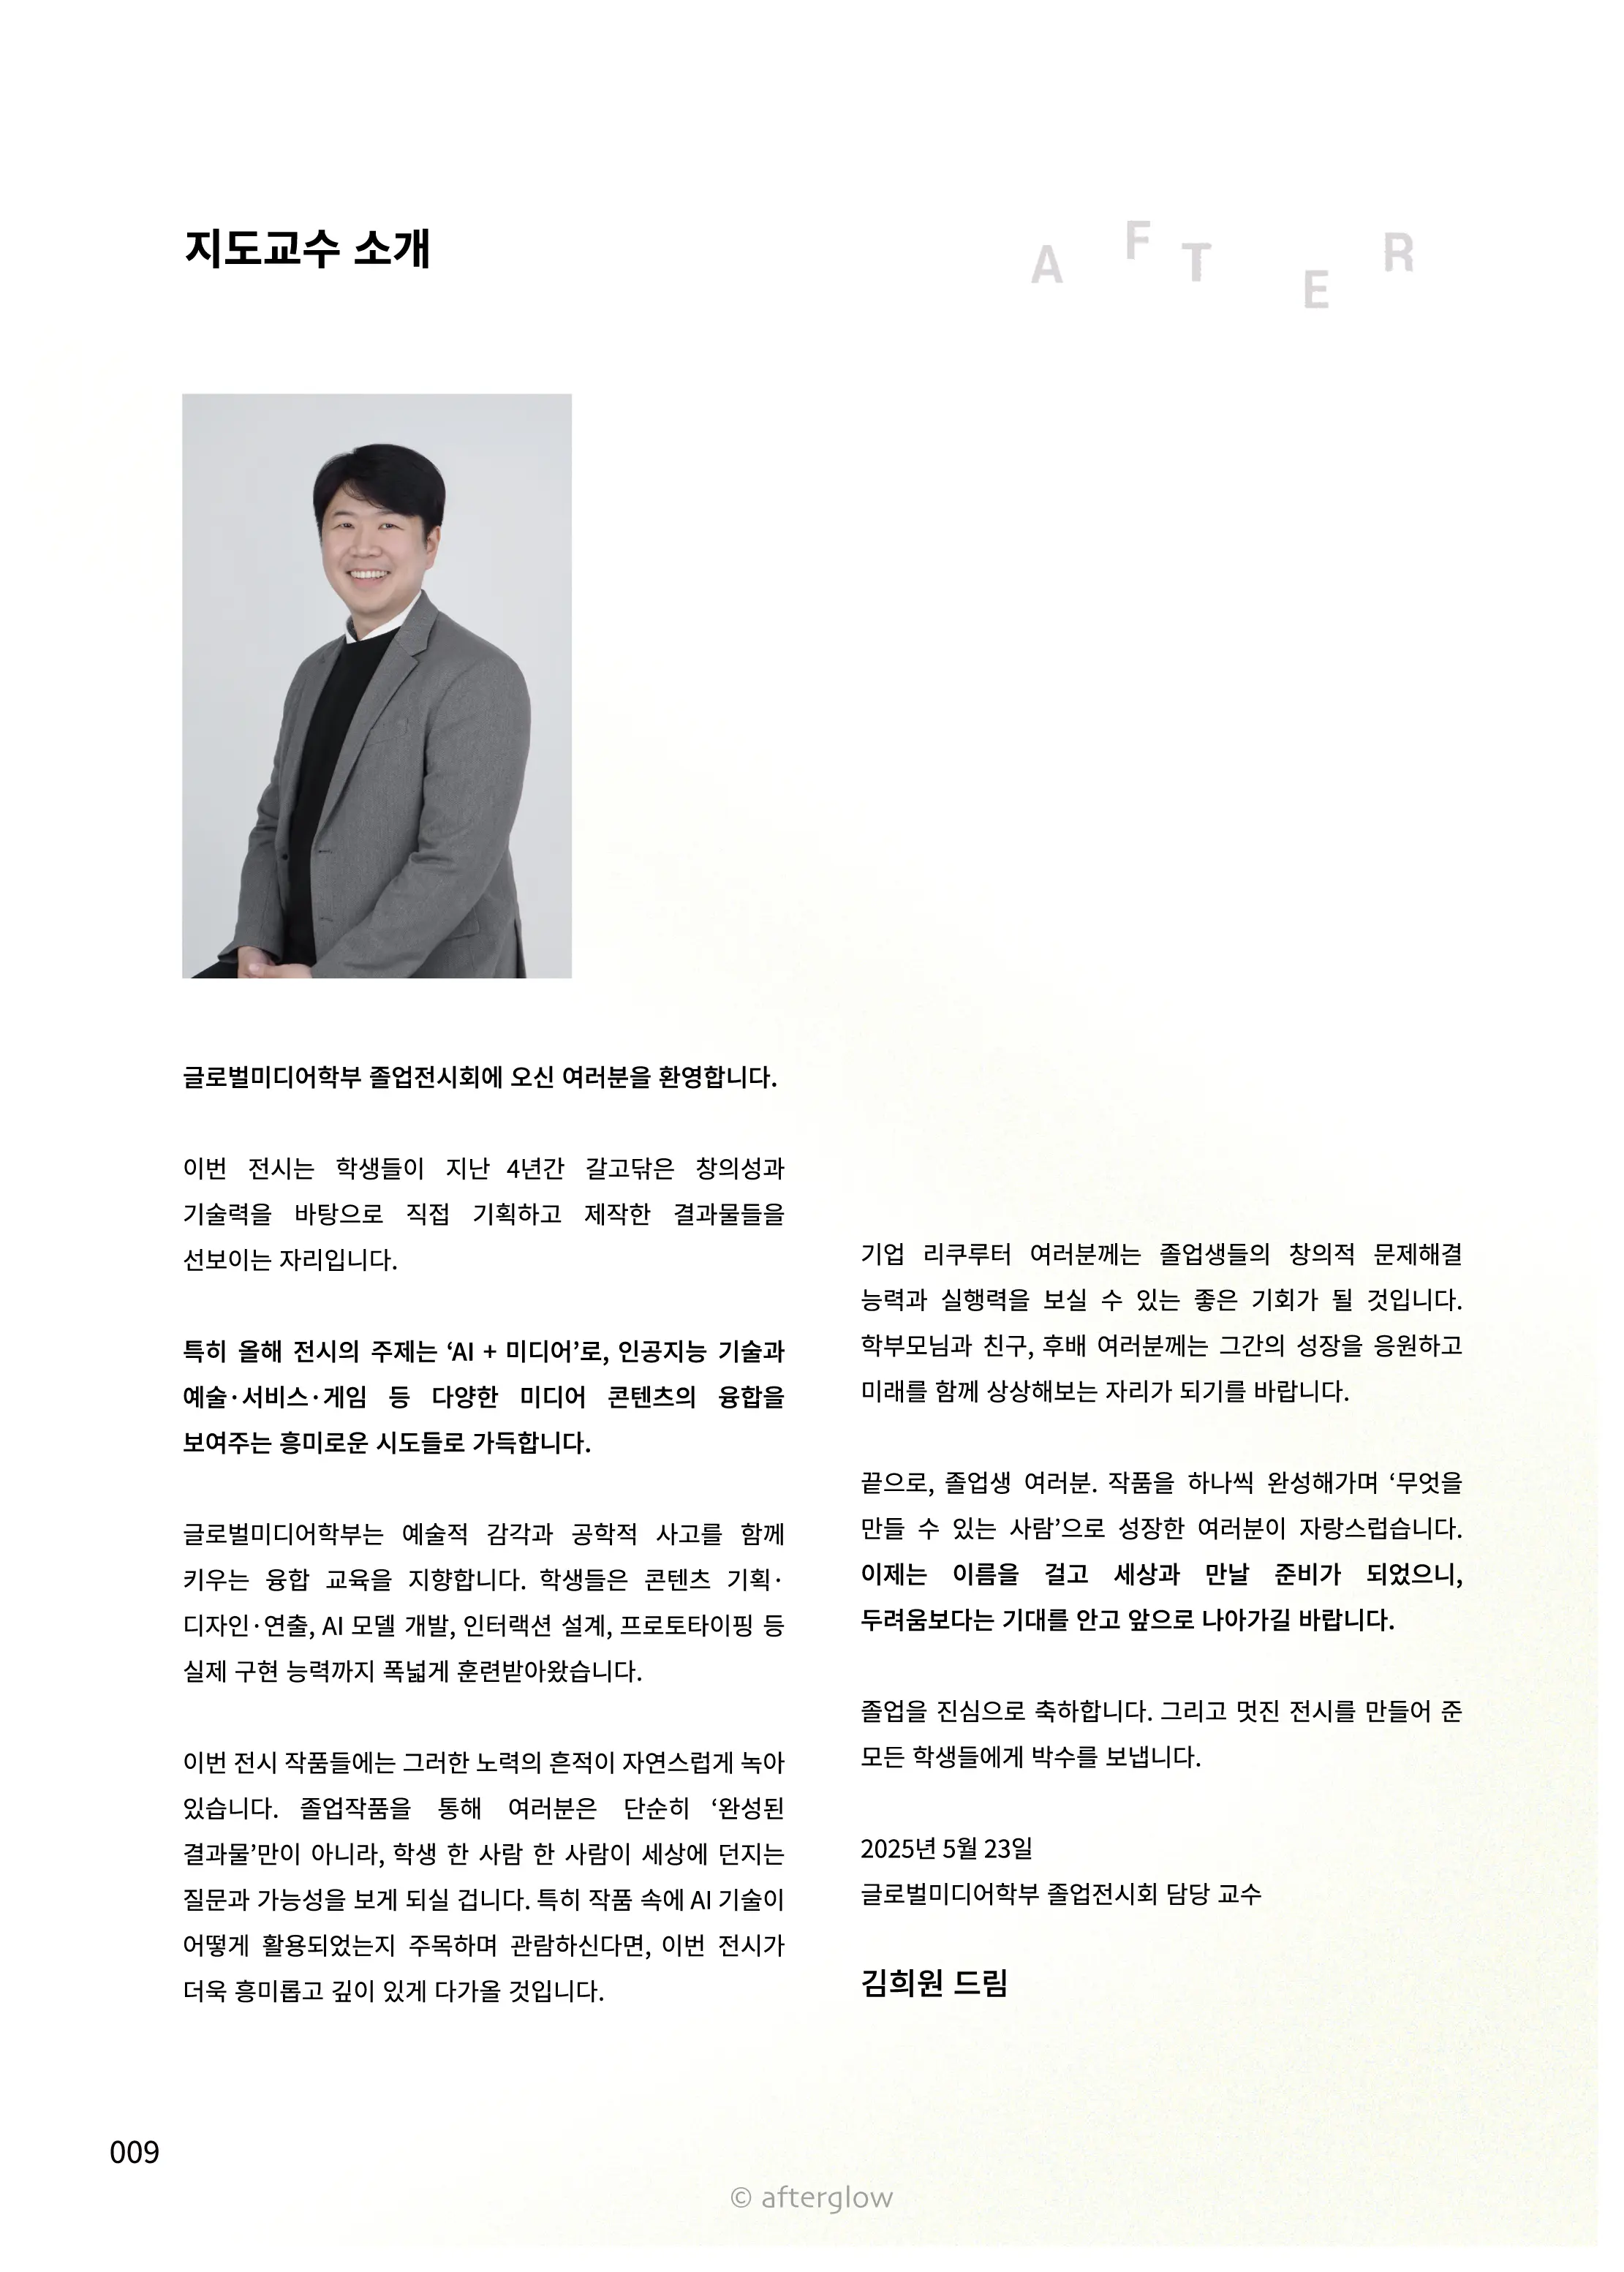 지도교수 소개
AFTER
글로벌미디어학부 졸업전시회에 오신 여러분을 환영합니다.
이번 전시는 학생들이 지난 4년간 갈고닦은 창의성과
기술력을 바탕으로 직접 기획하고 제작한 결과물들을
선보이는 자리입니다.
특히 올해 전시의 주제는 ‘AI + 미디어’로, 인공지능 기술과
예술·서비스·게임 등 다양한 미디어 콘텐츠의 융합을
보여주는 흥미로운 시도들로 가득합니다.
글로벌미디어학부는 예술적 감각과 공학적 사고를 함께
키우는 융합 교육을 지향합니다. 학생들은 콘텐츠 기획·
디자인·연출, AI 모델 개발, 인터랙션 설계, 프로토타이핑 등
실제 구현 능력까지 폭넓게 훈련받아왔습니다.
이번 전시 작품들에는 그러한 노력의 흔적이 자연스럽게 녹아
있습니다. 졸업작품을 통해 여러분은 단순히 ‘완성된
결과물’만이 아니라, 학생 한 사람 한 사람이 세상에 던지는
질문과 가능성을 보게 되실 겁니다. 특히 작품 속에 AI 기술이
어떻게 활용되었는지 주목하며 관람하신다면, 이번 전시가
더욱 흥미롭고 깊이 있게 다가올 것입니다.
기업 리쿠루터 여러분께는 졸업생들의 창의적 문제해결
능력과 실행력을 보실 수 있는 좋은 기회가 될 것입니다.
학부모님과 친구, 후배 여러분께는 그간의 성장을 응원하고
미래를 함께 상상해보는 자리가 되기를 바랍니다.
끝으로, 졸업생 여러분. 작품을 하나씩 완성해가며 ‘무엇을
만들 수 있는 사람’으로 성장한 여러분이 자랑스럽습니다.
이제는 이름을 걸고 세상과 만날 준비가 되었으니,
두려움보다는 기대를 안고 앞으로 나아가길 바랍니다.
졸업을 진심으로 축하합니다. 그리고 멋진 전시를 만들어 준
모든 학생들에게 박수를 보냅니다.
2025년 5월 23일
글로벌미디어학부 졸업전시회 담당 교수
김희원 드림
009
© afterglow